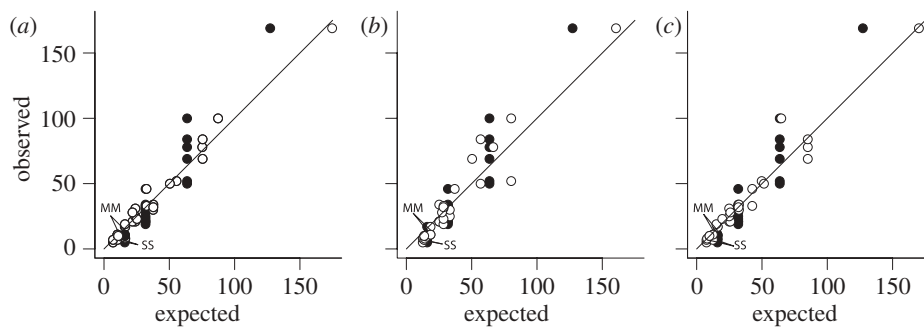 (a) (b) (c)
observed
150
100
50
0
MM SS
MM SS
MM SS
0 50 100 150 0 50 100 150 0 50 100 150
expected expected expected